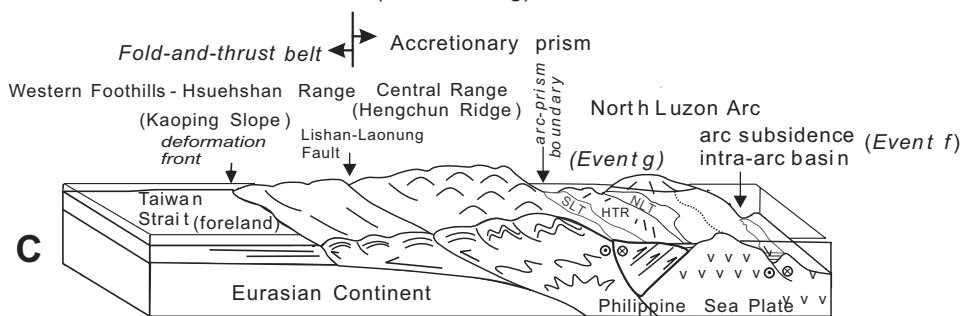 Fold-and-thrust belt
Accretionary prism
Western Foothills - Hsuehshan Range
Central Range
(Hengchun Ridge)
(Kaoping Slope)
deformation
front
Lishan-Laonung
Fault
arc-prism
boundary
North Luzon Arc
(Event g)
arc subsidence
intra-arc basin
(Event f)
Taiwan
Strait (foreland)
SLT
HTR
NLT
C
Eurasian Continent
Philippine Sea Plate